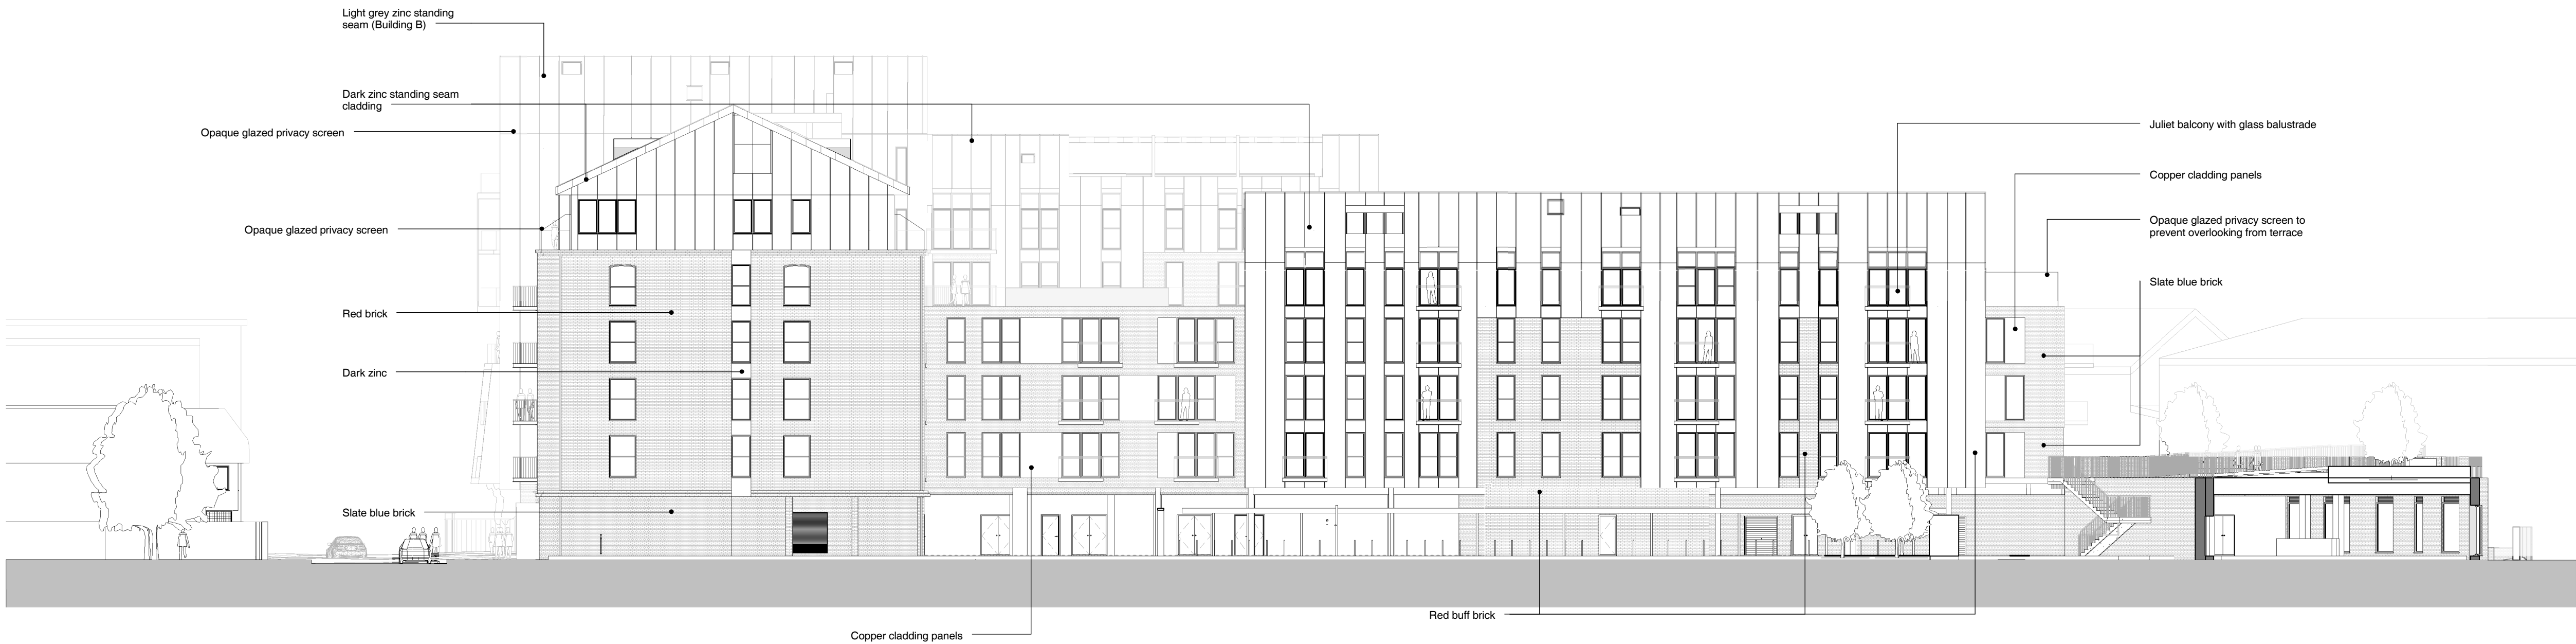 Light grey zinc standing
seam (Building B)
Dark zinc standing seam
cladding
Opaque glazed privacy screen
Opaque glazed privacy screen
Red brick
Dark zinc
Slate blue brick
Juliet balcony with glass balustrade
Copper cladding panels
Opaque glazed privacy screen to
prevent overlooking from terrace
Slate blue brick
Red buff brick
Copper cladding panels